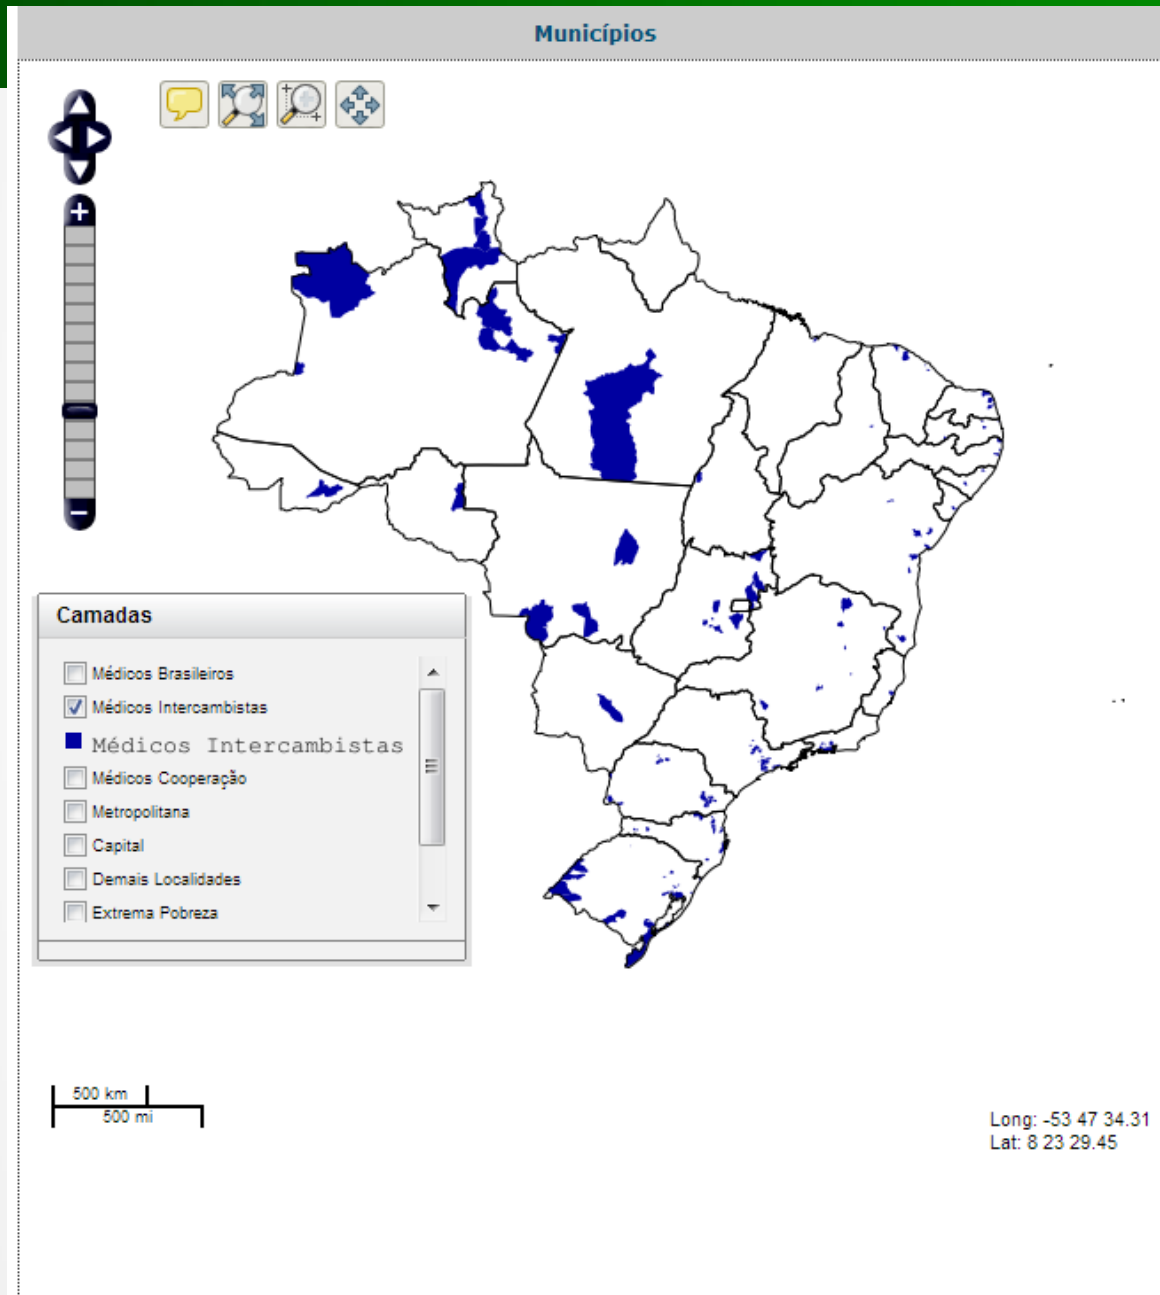 Municípios
Camadas
Médicos Brasileiros
Médicos Intercambistas
Médicos Intercambistas
Médicos Cooperação
Metropolitana
Capital
Demais Localidades
Extrema Pobreza
500 km
500 mi
Long: -53 47 34.31
Lat: 8 23 29.45